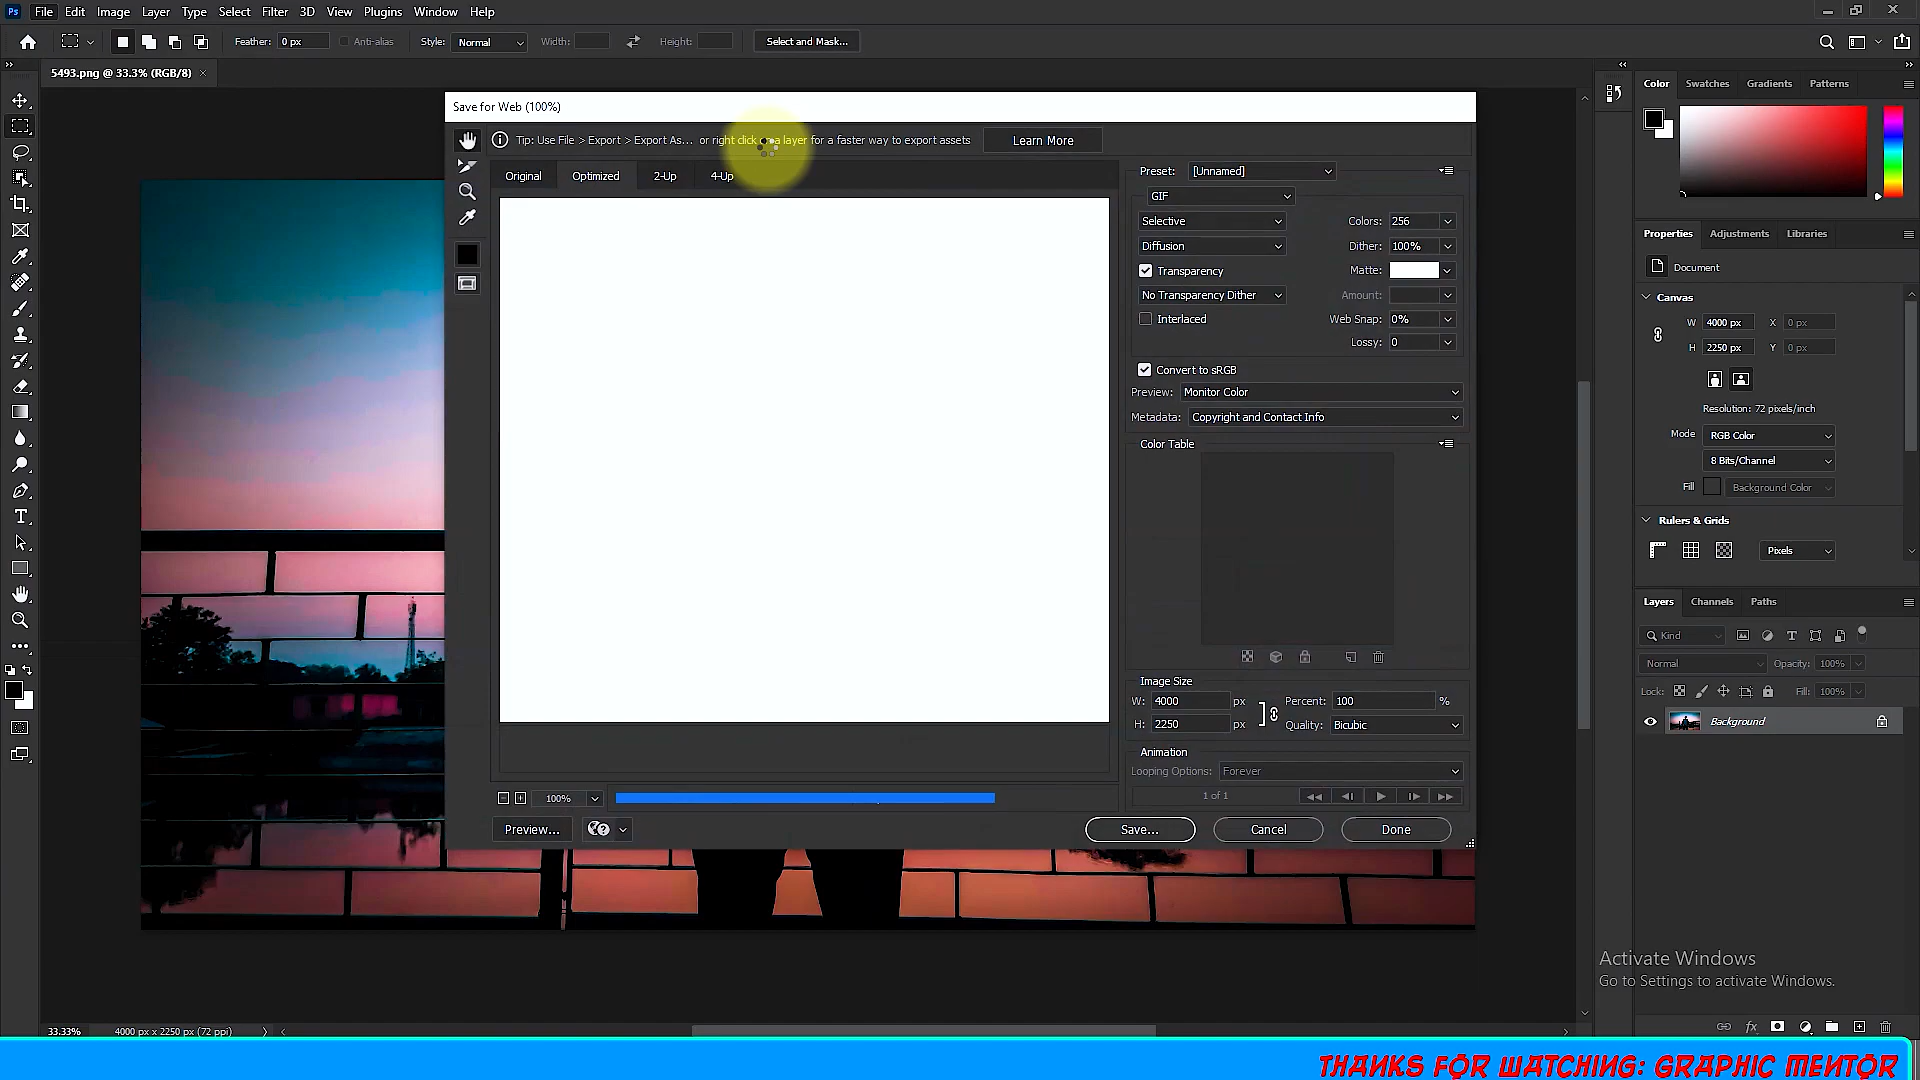 Ps File Edit Image Layer Type Select Filter 3D View Plugins Window Help
Feather: 0 px Anti-alias Style: Normal Width: Height: Select and Mask...
5493.png @ 33.3% (RGB/8) ×
Save for Web (100%)
Tip: Use File > Export > Export As... or right click on a layer for a faster way to export assets Learn More
Original Optimized 2-Up 4-Up
Preset: [Unnamed]
GIF
Selective Colors: 256
Diffusion Dither: 100%
Transparency Matte:
No Transparency Dither Amount:
Interlaced Web Snap: 0%
Lossy: 0
Convert to sRGB
Preview: Monitor Color
Metadata: Copyright and Contact Info
Color Table
Image Size
W: 4000 px Percent: 100 %
H: 2250 px Quality: Bicubic
Animation
Looping Options: Forever
1 of 1
100%
Preview... Save... Cancel Done
Color Swatches Gradients Patterns
Properties Adjustments Libraries
Document
Canvas
W 4000 px X 0 px
H 2250 px Y 0 px
Resolution: 72 pixels/inch
Mode RGB Color
8 Bits/Channel
Fill Background Color
Rulers & Grids
Pixels
Layers Channels Paths
Kind
Normal Opacity: 100%
Lock: Fill: 100%
Background
Activate Windows
Go to Settings to activate Windows.
33.33% 4000 px x 2250 px (72 ppi)
THANKS FOR WATCHING: GRAPHIC MENTOR